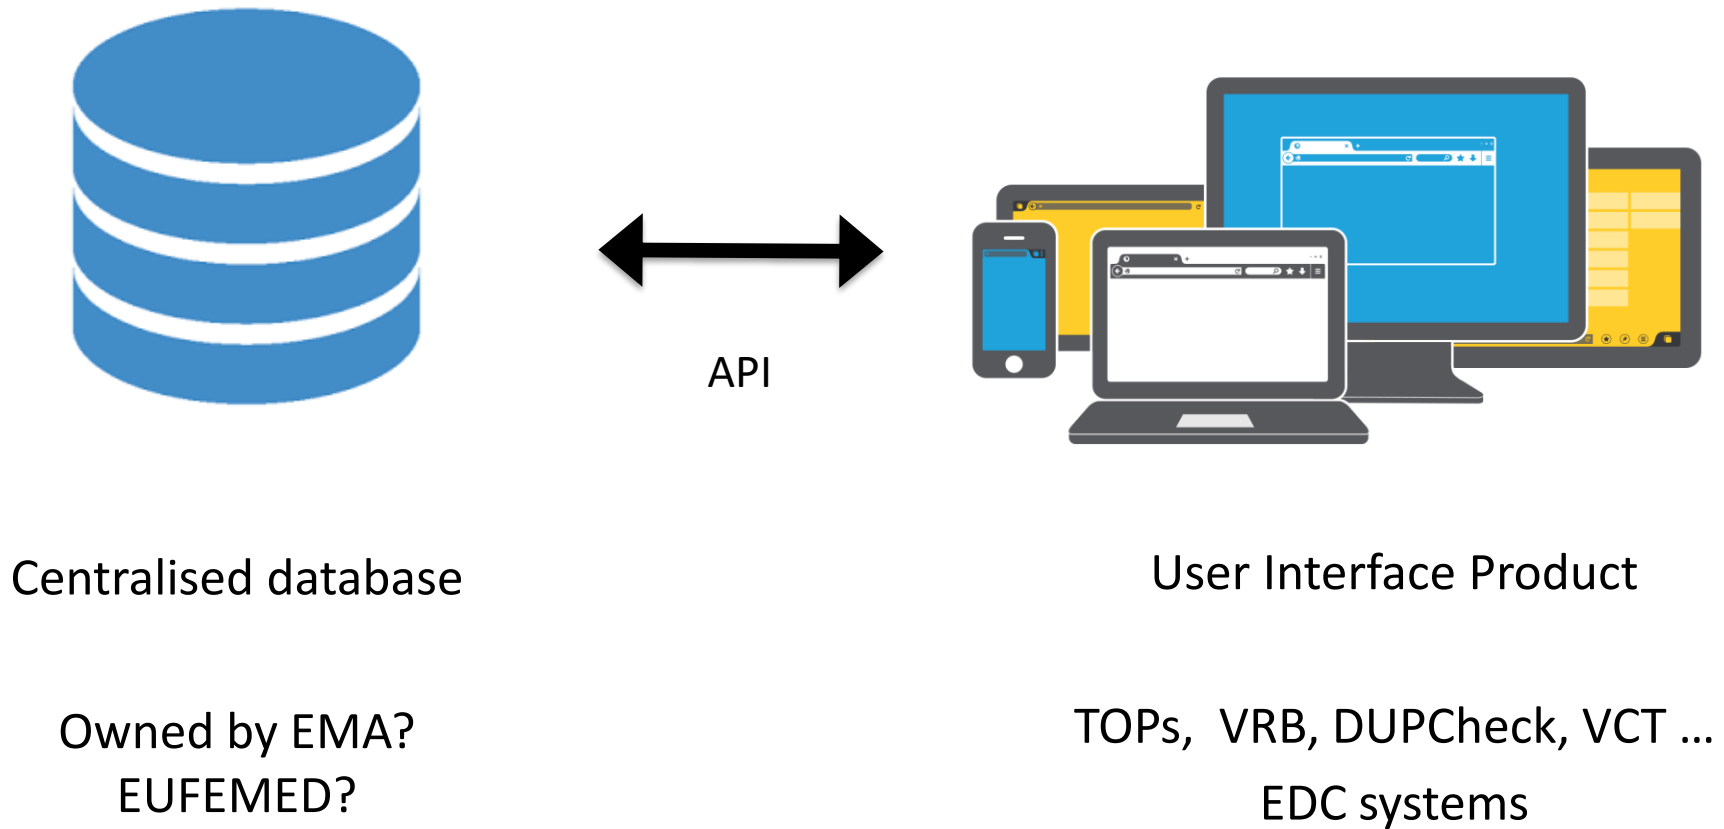 API
Centralised database
User Interface Product
Owned by EMA?
EUFEMED?
TOPs, VRB, DUPCheck, VCT ...
EDC systems